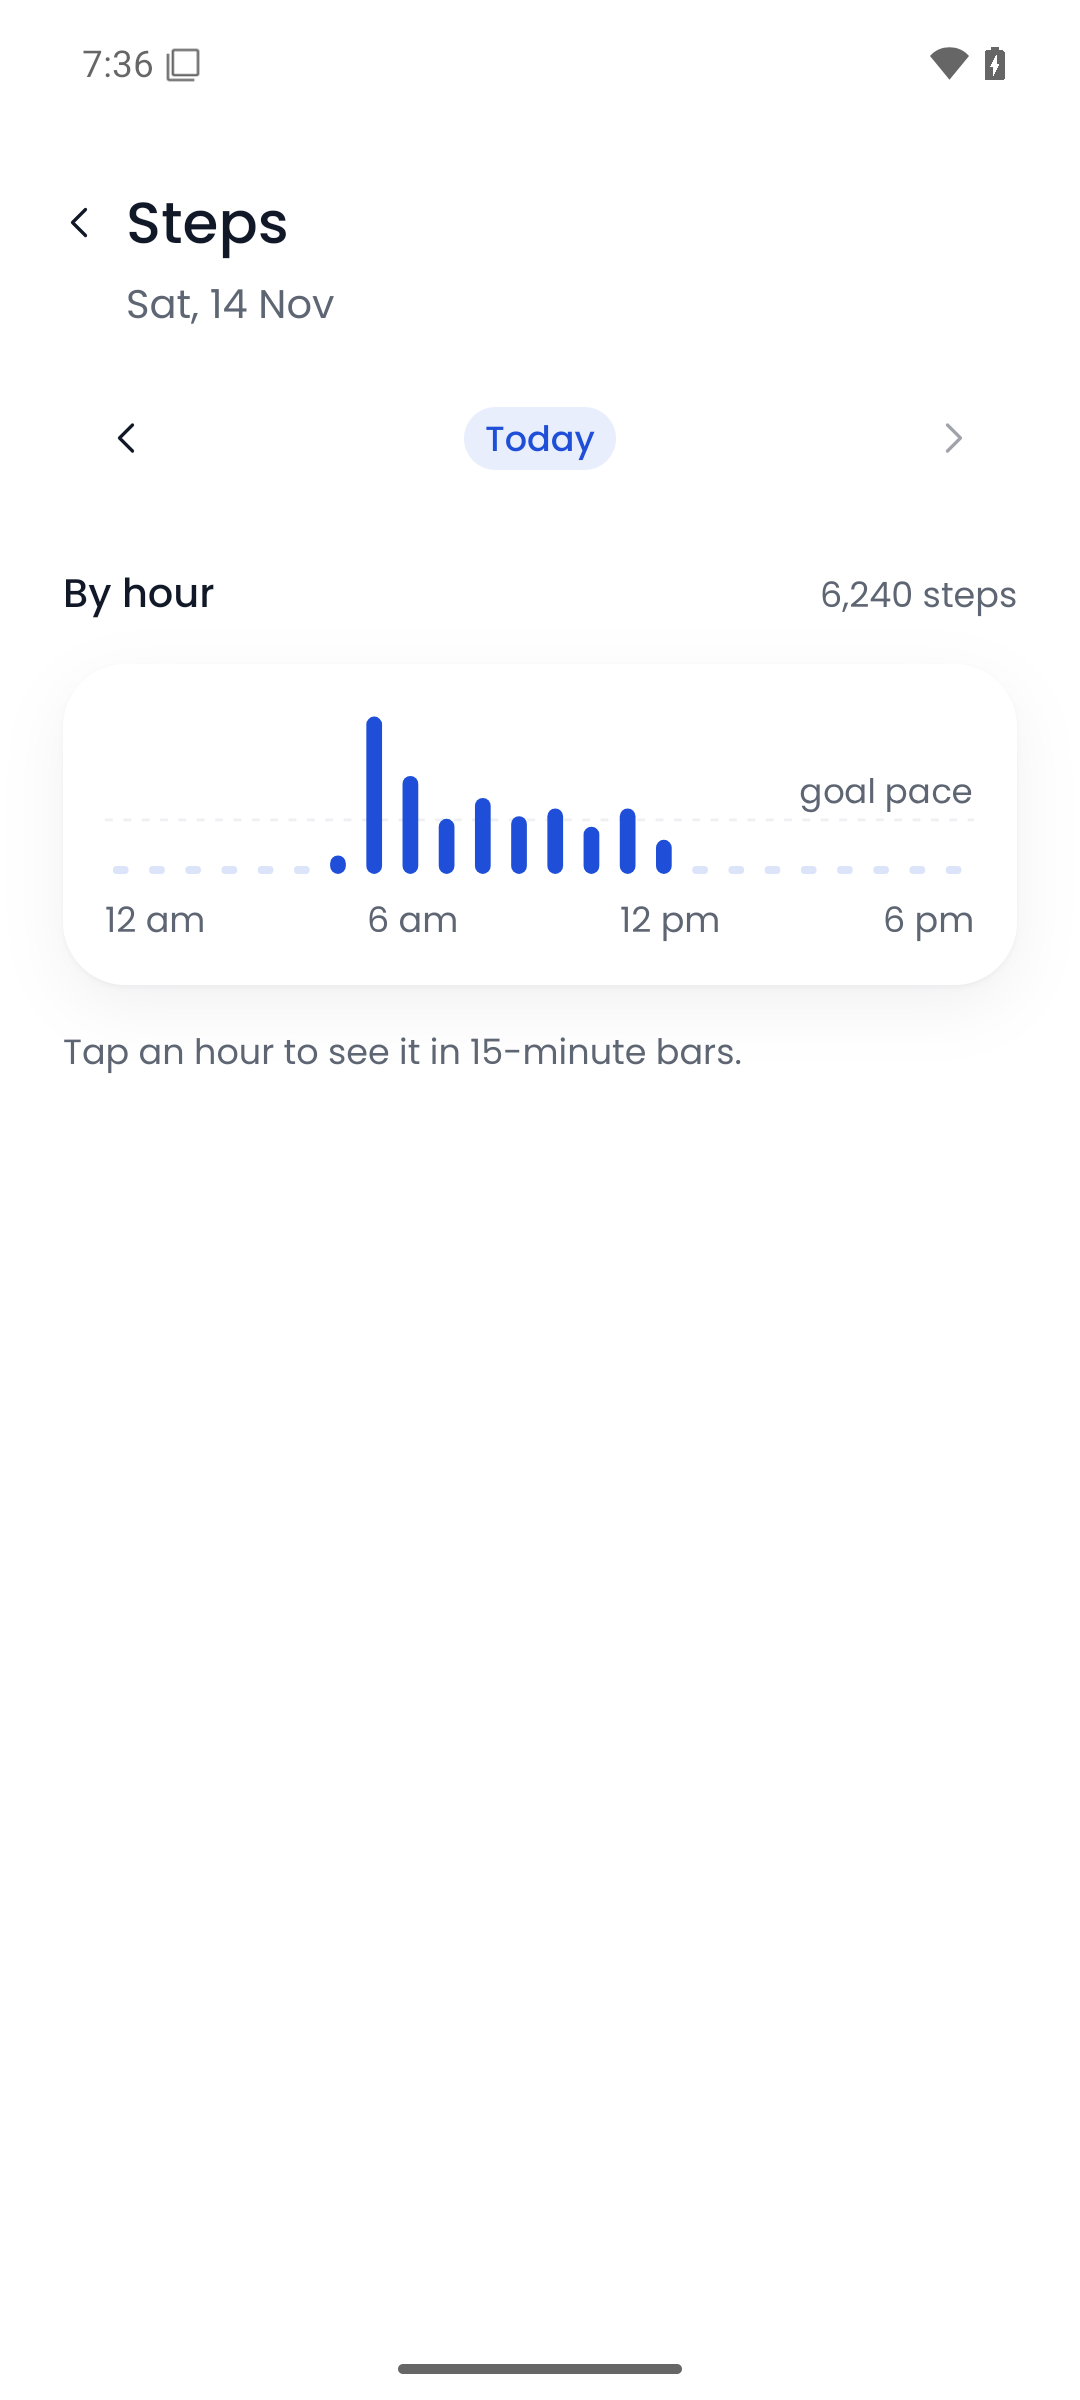 7:36
Steps
Sat, 14 Nov
Today
By hour
6,240 steps
goal pace
12 am
6 am
12 pm
6 pm
Tap an hour to see it in 15-minute bars.